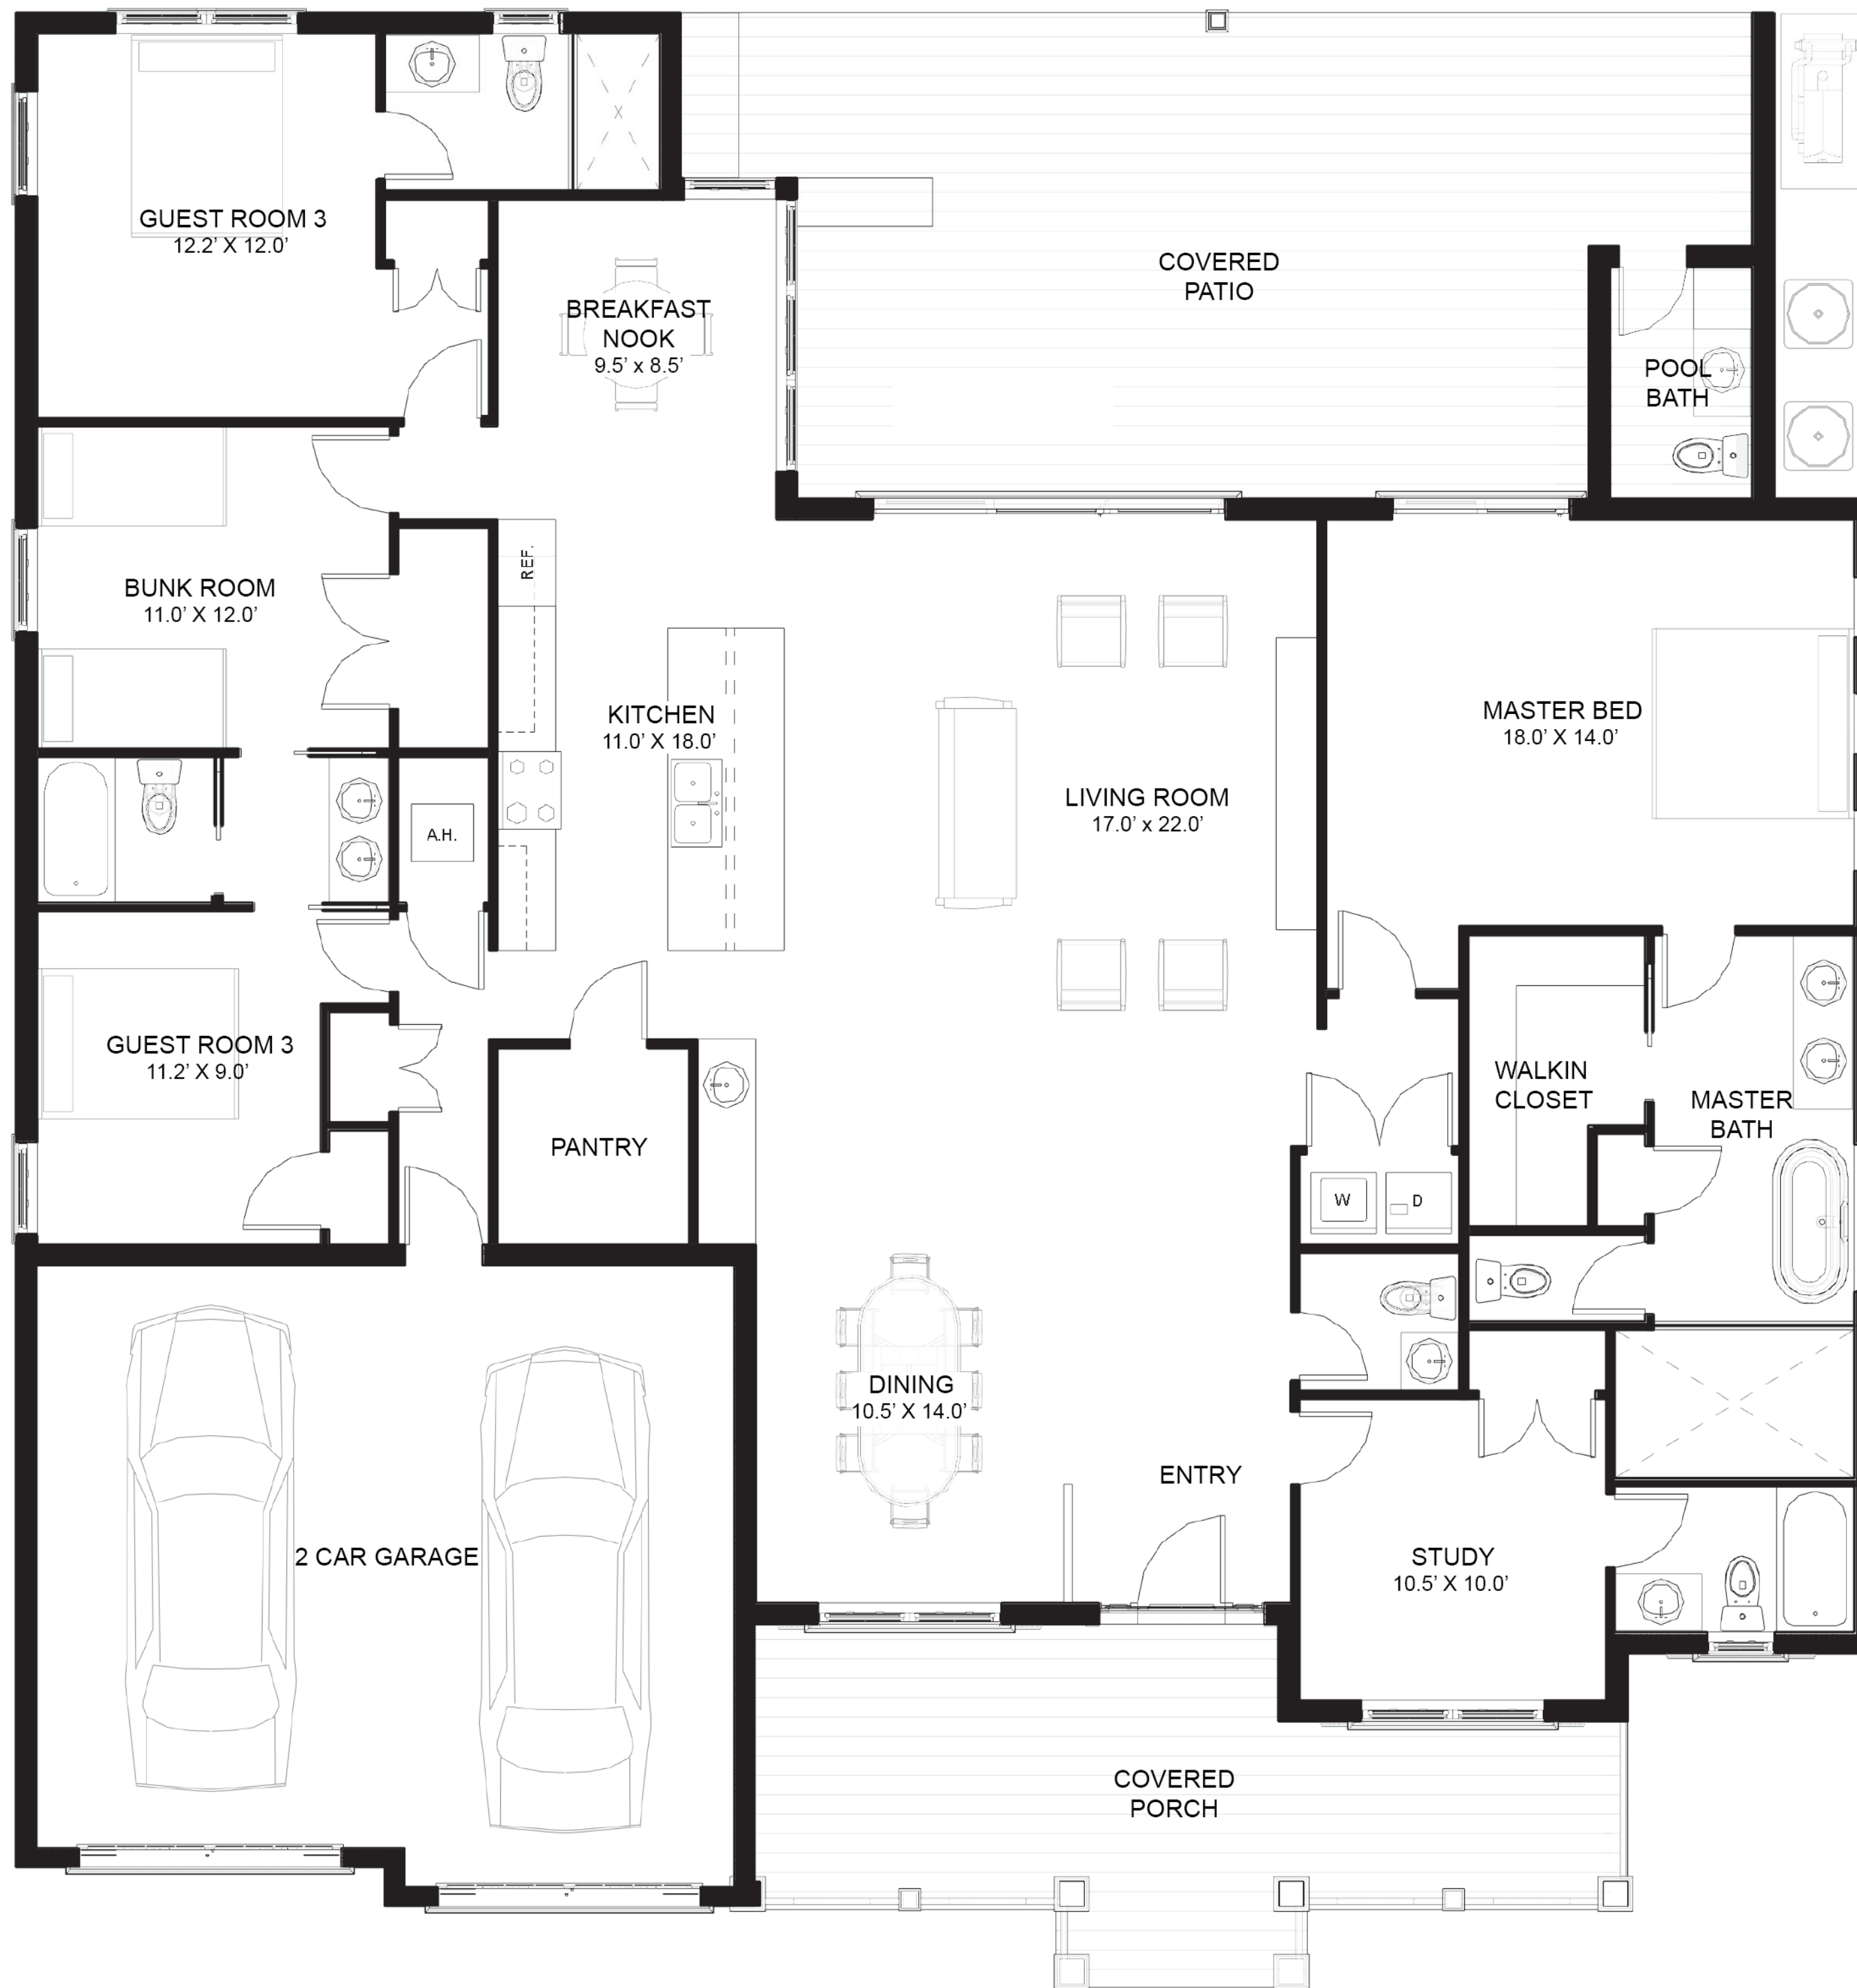 GUEST ROOM 3
12.2’ X 12.0’
BREAKFAST
NOOK
9.5’ x 8.5’
COVERED
PATIO
POOL
BATH
REF.
BUNK ROOM
11.0’ X 12.0’
KITCHEN
11.0’ X 18.0’
MASTER BED
18.0’ X 14.0’
LIVING ROOM
17.0’ x 22.0’
A.H.
GUEST ROOM 3
11.2’ X 9.0’
WALKIN
CLOSET
MASTER
BATH
PANTRY
W
D
DINING
10.5’ X 14.0’
ENTRY
2 CAR GARAGE
STUDY
10.5’ X 10.0’
COVERED
PORCH